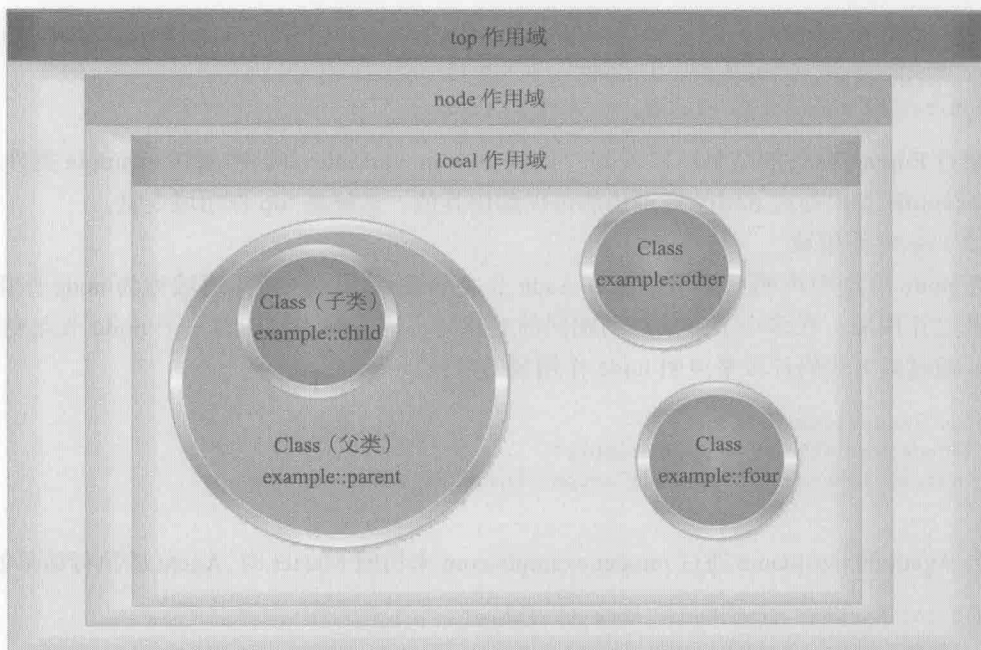 top 作用域
node 作用域
local 作用域
Class（子类）
example::child
Class（父类）
example::parent
Class
example::other
Class
example::four